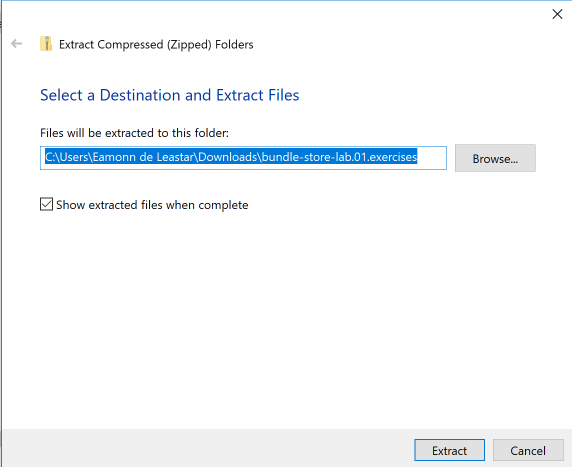 Extract Compressed (Zipped) Folders
Select a Destination and Extract Files
Files will be extracted to this folder:
C:\Users\Eamonn de Leastar\Downloads\bundle-store-lab.01.exercises
Browse...
Show extracted files when complete
Extract
Cancel